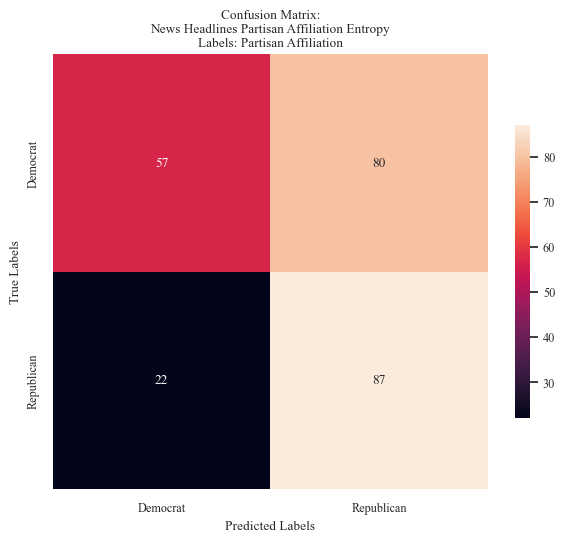 Confusion Matrix:
News Headlines Partisan Affiliation Entropy
Labels: Partisan Affiliation
True Labels
Democrat
57
80
Republican
22
87
Democrat
Republican
Predicted Labels
80
70
60
50
40
30